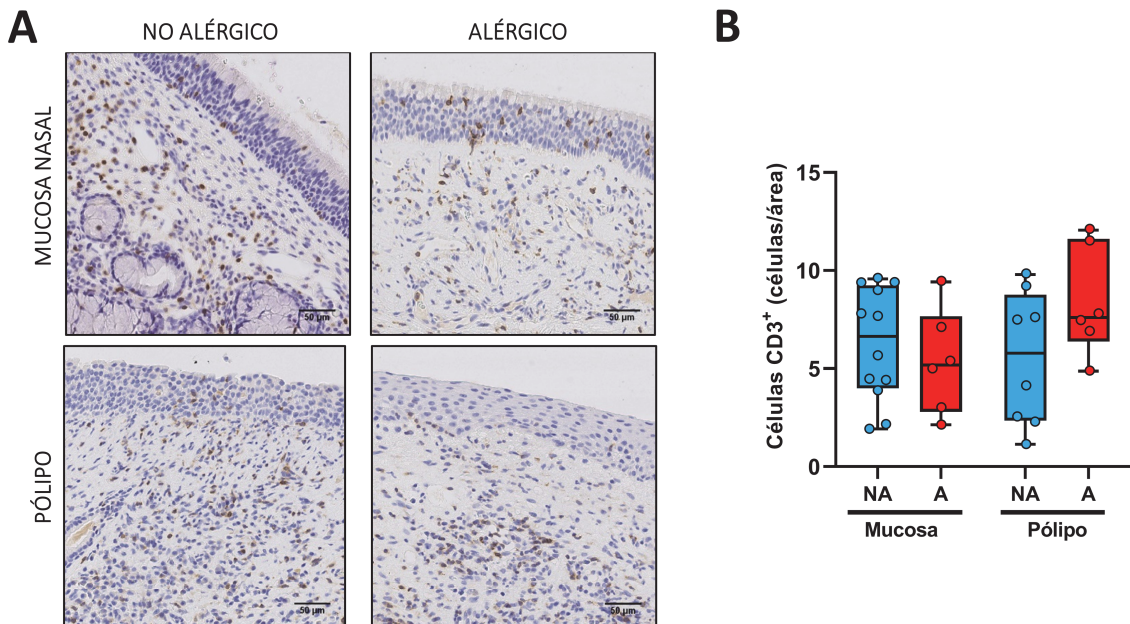 A
NO ALÉRGICO
ALÉRGICO
MUCOSA NASAL
50 µm
50 µm
PÓLIPO
50 µm
50 µm
B
Células CD3+ (células/área)
15
10
5
0
NA A NA A
Mucosa Pólipo